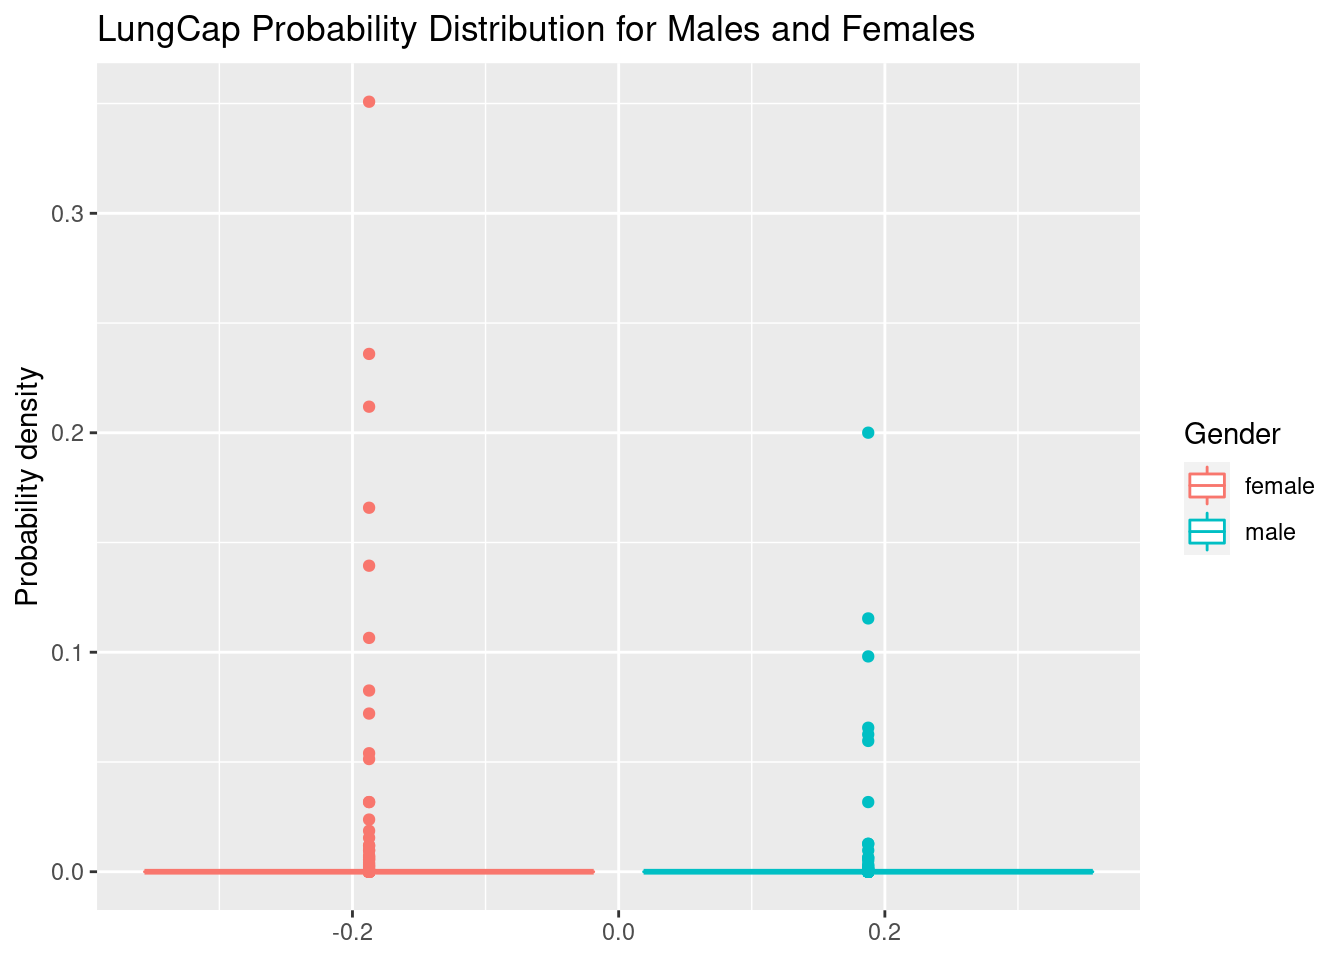 LungCap Probability Distribution for Males and Females
Probability density
0.3
0.2
0.1
0.0
-0.2
0.0
0.2
Gender
female
male